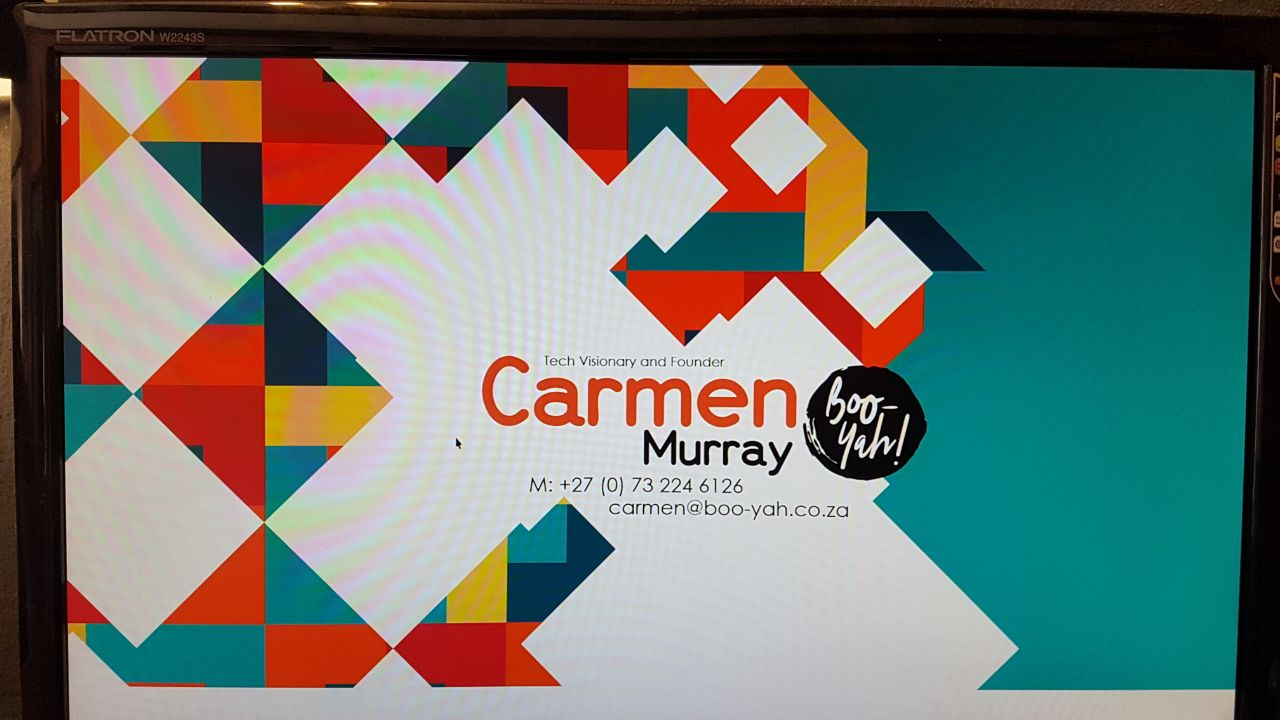 FLATRON W2243S
Tech Visionary and Founder
Carmen
Murray
Boo-
Yah!
M: +27 (0) 73 224 6126
carmen@boo-yah.co.za